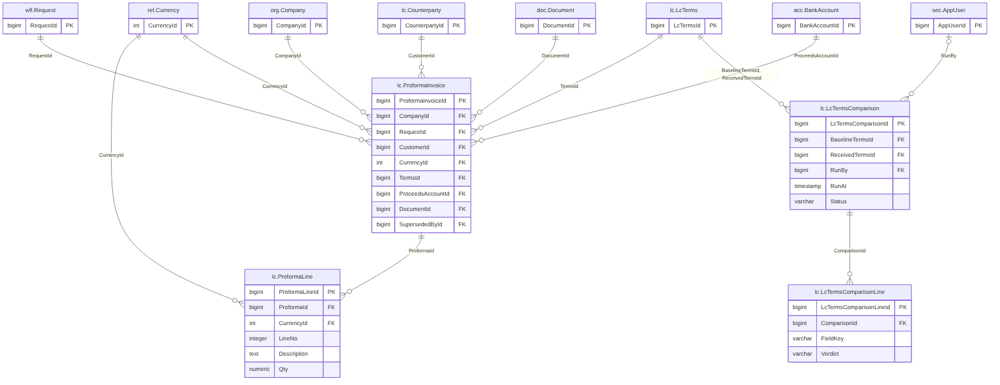 wfl.Request
bigint RequestId PK
ref.Currency
int CurrencyId PK
org.Company
bigint CompanyId PK
lc.Counterparty
bigint CounterpartyId PK
doc.Document
bigint DocumentId PK
lc.LcTerms
bigint LcTermsId PK
acc.BankAccount
bigint BankAccountId PK
sec.AppUser
bigint AppUserId PK
RequestId
CompanyId
CustomerId
DocumentId
ProceedsAccountId
RunBy
CurrencyId
TermsId
BaselineTermsId,
ReceivedTermsId
lc.ProformaInvoice
bigint ProformaInvoiceId PK
bigint CompanyId FK
bigint RequestId FK
bigint CustomerId FK
int CurrencyId FK
bigint TermsId FK
bigint ProceedsAccountId FK
bigint DocumentId FK
bigint SupersededById FK
lc.LcTermsComparison
bigint LcTermsComparisonId PK
bigint BaselineTermsId FK
bigint ReceivedTermsId FK
bigint RunBy FK
timestamp RunAt
varchar Status
CurrencyId
ProformaId
ComparisonId
lc.ProformaLine
bigint ProformaLineId PK
bigint ProformaId FK
int CurrencyId FK
integer LineNo
text Description
numeric Qty
lc.LcTermsComparisonLine
bigint LcTermsComparisonLineId PK
bigint ComparisonId FK
varchar FieldKey
varchar Verdict